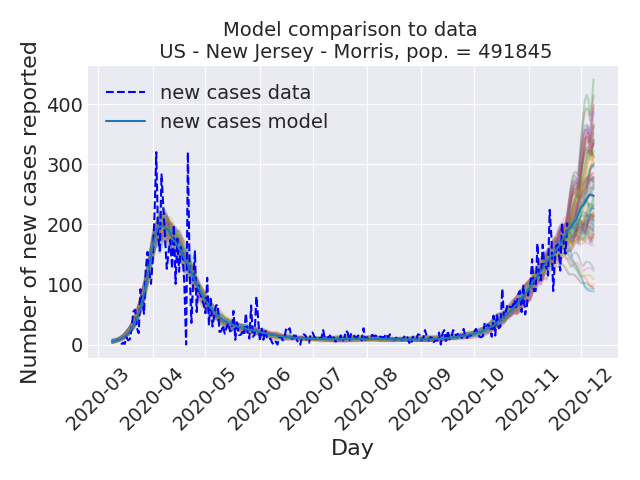 Model comparison to data
US - New Jersey - Morris, pop. = 491845
Number of new cases reported
400
300
200
100
0
new cases data
new cases model
2020-03
2020-04
2020-05
2020-06
2020-07
2020-08
2020-09
2020-10
2020-11
2020-12
Day